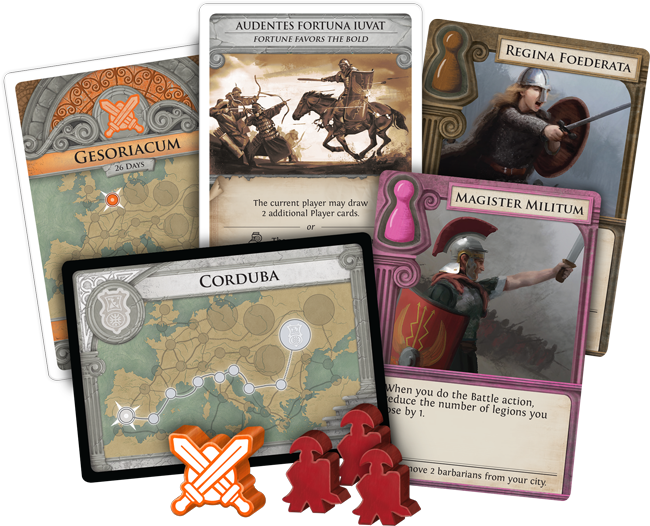 GESORIACUM
26 DAYS
AUDENTES FORTUNA IUVAT
FORTUNE FAVORS THE BOLD
The current player may draw
2 additional Player cards.
or
REGINA FOEDERATA
MAGISTER MILITUM
When you do the Battle action,
reduce the number of legions you
lose by 1.
move 2 barbarians from your city.
CORDUBA